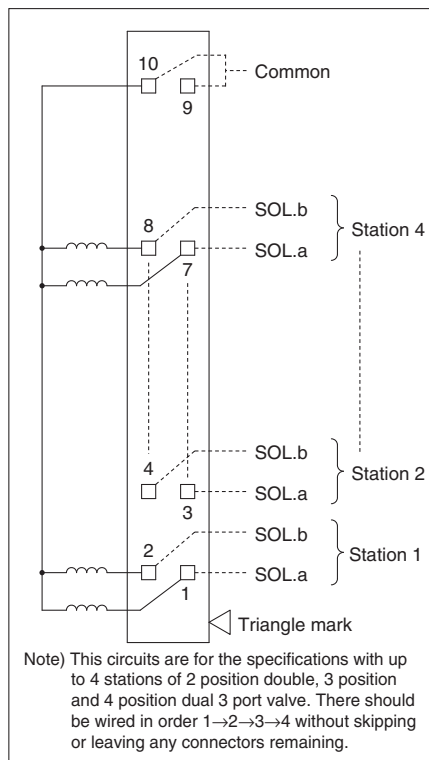 10
Common
9
8
SOL.b
Station 4
SOL.a
7
4
SOL.b
Station 2
SOL.a
3
2
SOL.b
Station 1
SOL.a
1
Triangle mark
Note) This circuits are for the specifications with up
to 4 stations of 2 position double, 3 position
and 4 position dual 3 port valve. There should
be wired in order 1→2→3→4 without skipping
or leaving any connectors remaining.